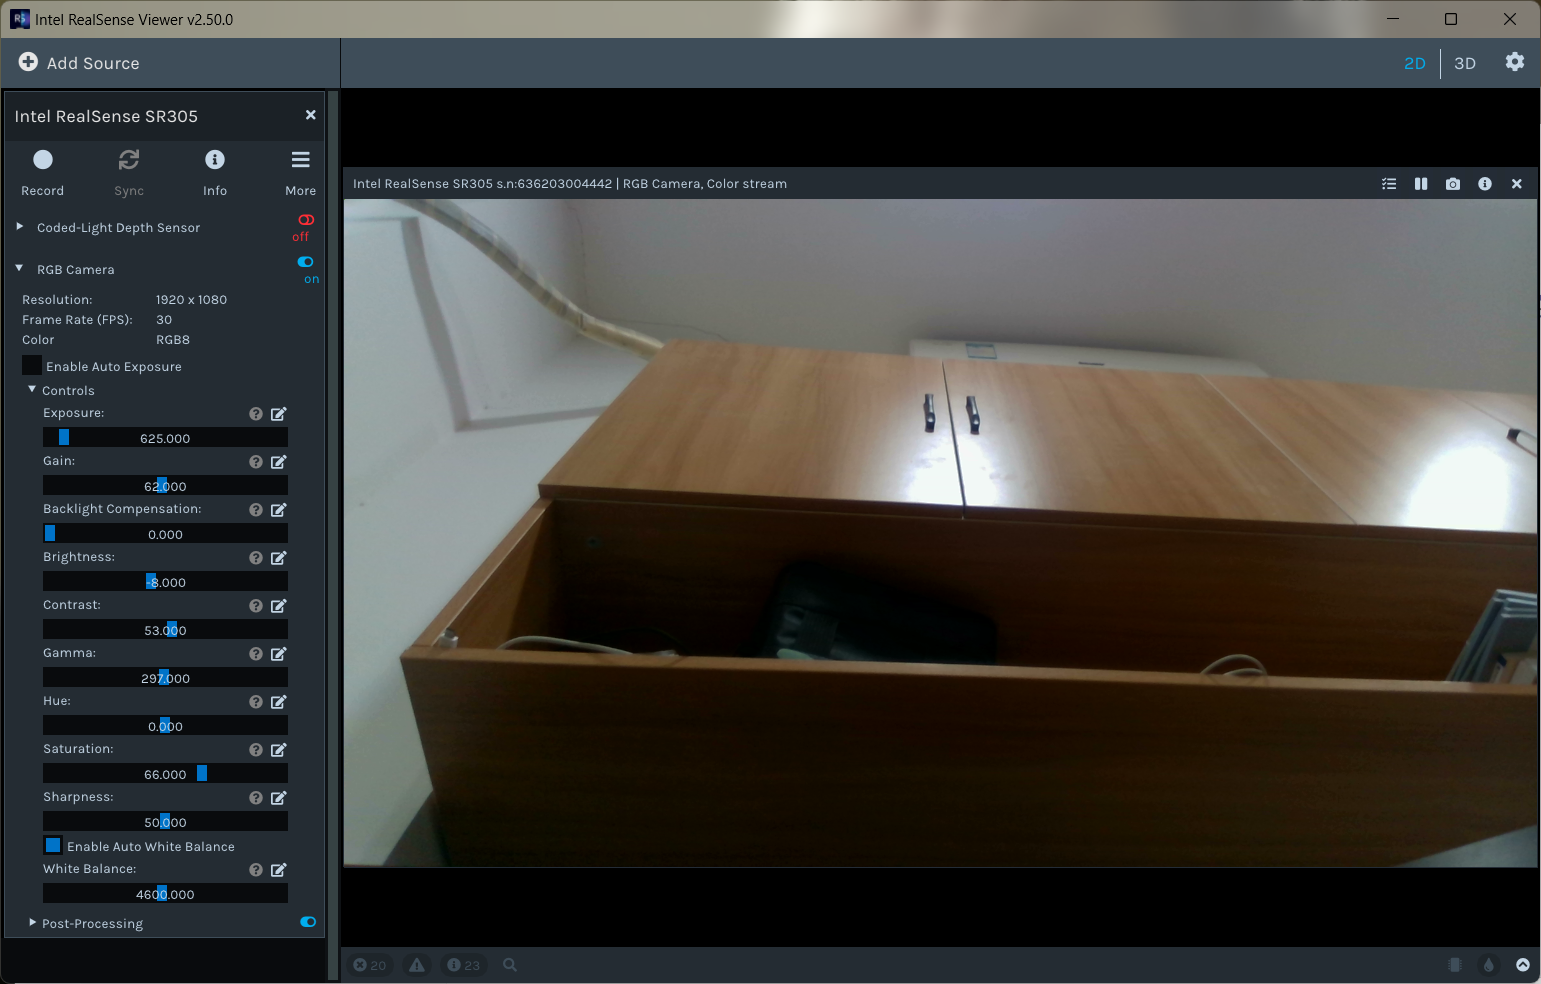 Intel RealSense Viewer v2.50.0
Add Source
2D
3D
Intel RealSense SR305
Record
Sync
Info
More
Intel RealSense SR305 s.n:636203004442 | RGB Camera, Color stream
Coded-Light Depth Sensor
off
RGB Camera
on
Resolution: 1920 x 1080
Frame Rate (FPS): 30
Color RGB8
Enable Auto Exposure
Controls
Exposure:
625.000
Gain:
62.000
Backlight Compensation:
0.000
Brightness:
-8.000
Contrast:
53.000
Gamma:
297.000
Hue:
0.000
Saturation:
66.000
Sharpness:
50.000
Enable Auto White Balance
White Balance:
4600.000
Post-Processing
20
23